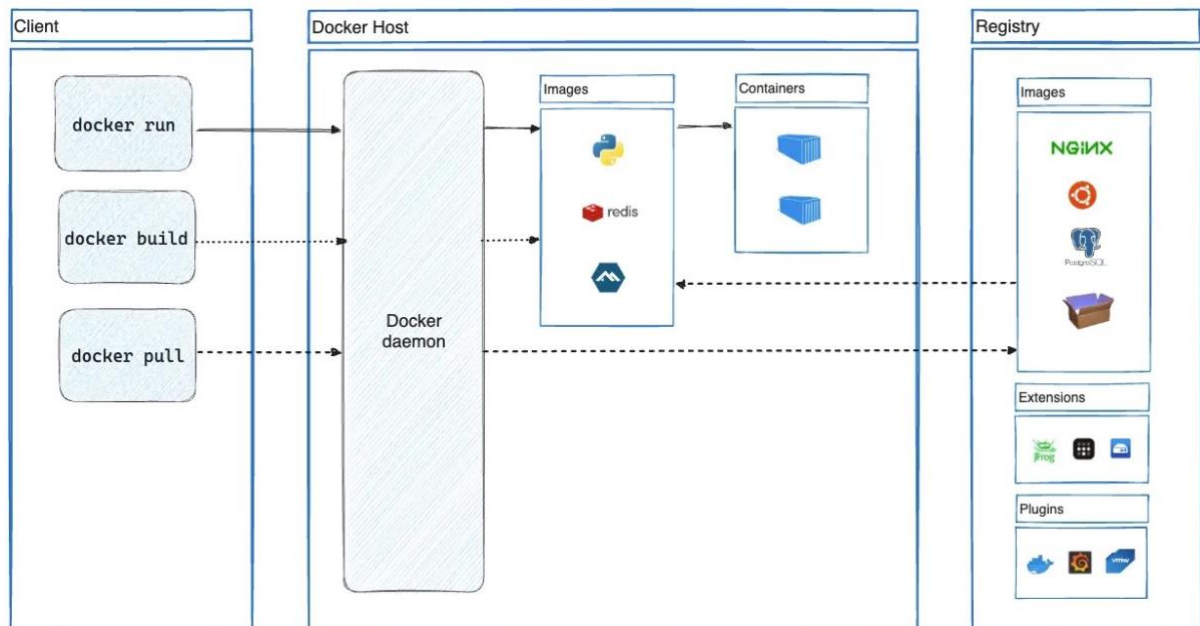 Client
docker run
docker build
docker pull
Docker Host
Docker
daemon
Images
redis
Containers
Registry
Images
NGINX
PostgreSQL
Extensions
JFrog
Plugins
vmw